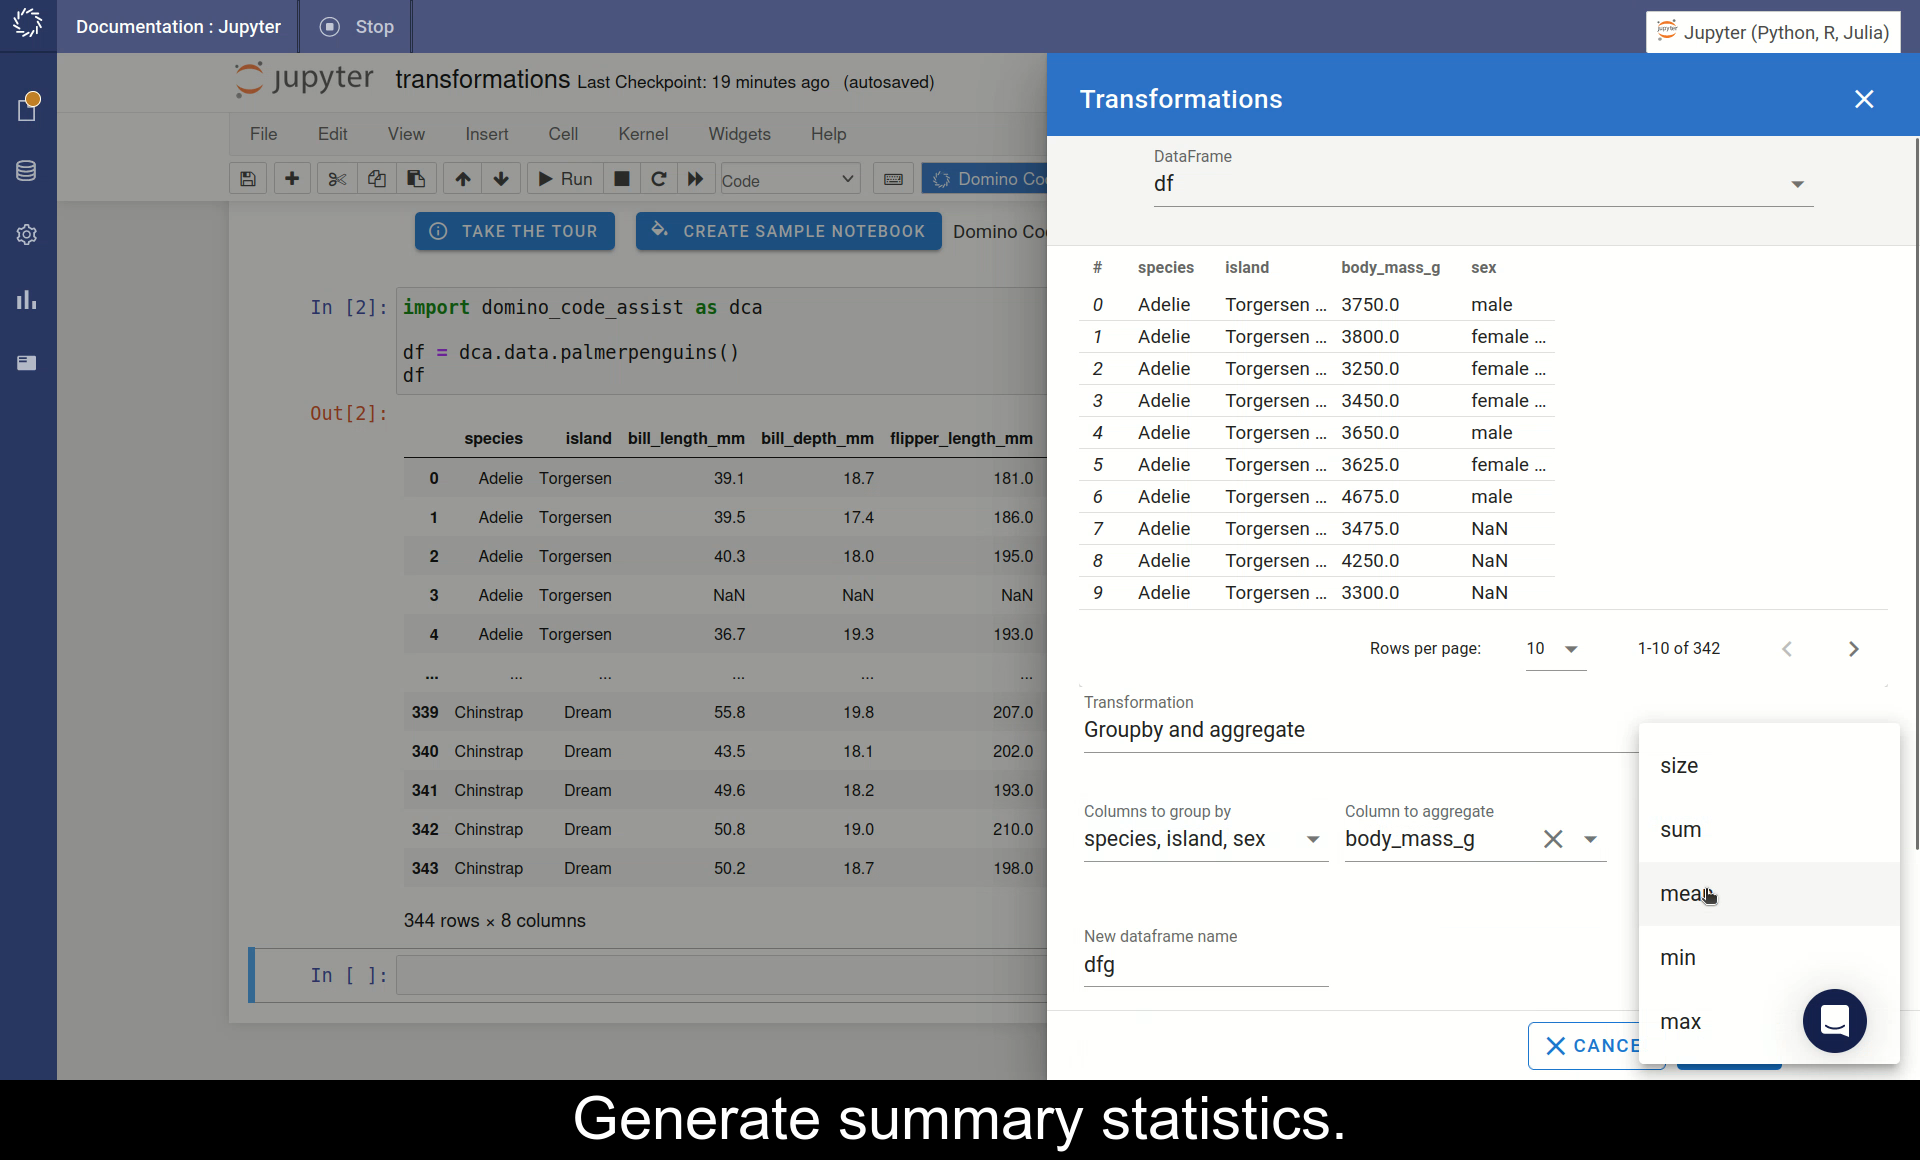 Documentation : Jupyter Stop Jupyter (Python, R, Julia)
jupyter transformations Last Checkpoint: 19 minutes ago (autosaved)
File Edit View Insert Cell Kernel Widgets Help
Run Code Domino
TAKE THE TOUR CREATE SAMPLE NOTEBOOK Domino
In [2]: import domino_code_assist as dca
df = dca.data.palmerpenguins()
df
Out[2]:
species island bill_length_mm bill_depth_mm flipper_length_mm
0 Adelie Torgersen 39.1 18.7 181.0
1 Adelie Torgersen 39.5 17.4 186.0
2 Adelie Torgersen 40.3 18.0 195.0
3 Adelie Torgersen NaN NaN NaN
4 Adelie Torgersen 36.7 19.3 193.0
... ... ... ... ... ...
339 Chinstrap Dream 55.8 19.8 207.0
340 Chinstrap Dream 43.5 18.1 202.0
341 Chinstrap Dream 49.6 18.2 193.0
342 Chinstrap Dream 50.8 19.0 210.0
343 Chinstrap Dream 50.2 18.7 198.0
344 rows × 8 columns
In [ ]:
Transformations
DataFrame
df
# species island body_mass_g sex
0 Adelie Torgersen ... 3750.0 male
1 Adelie Torgersen ... 3800.0 female ...
2 Adelie Torgersen ... 3250.0 female ...
3 Adelie Torgersen ... 3450.0 female ...
4 Adelie Torgersen ... 3650.0 male
5 Adelie Torgersen ... 3625.0 female ...
6 Adelie Torgersen ... 4675.0 male
7 Adelie Torgersen ... 3475.0 NaN
8 Adelie Torgersen ... 4250.0 NaN
9 Adelie Torgersen ... 3300.0 NaN
Rows per page: 10 1-10 of 342
Transformation
Groupby and aggregate
Columns to group by Column to aggregate
species, island, sex body_mass_g
New dataframe name
dfg
size
sum
mean
min
max
CANCE
Generate summary statistics.